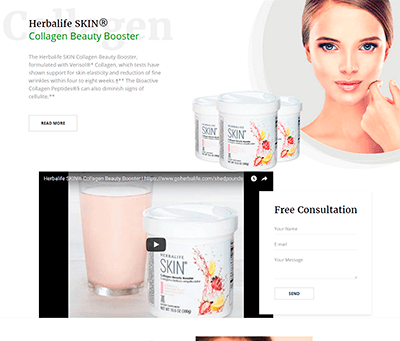 Collagen
Herbalife SKIN®
Collagen Beauty Booster
The Herbalife SKIN Collagen Beauty Booster,
formulated with Verisol®* Collagen, which tests have
shown support for skin elasticity and reduction of fine
wrinkles within four to eight weeks.†** The Bioactive
Collagen Peptides®‡ can also diminish signs of
cellulite.**
READ MORE
SKIN
SKIN
Herbalife SKIN® Collagen Beauty Booster | https://www.goherbalife.com/shedpounds
HERBALIFE
SKIN
Collagen Beauty Booster
Free Consultation
Your Name
E-mail
Your Message
SEND